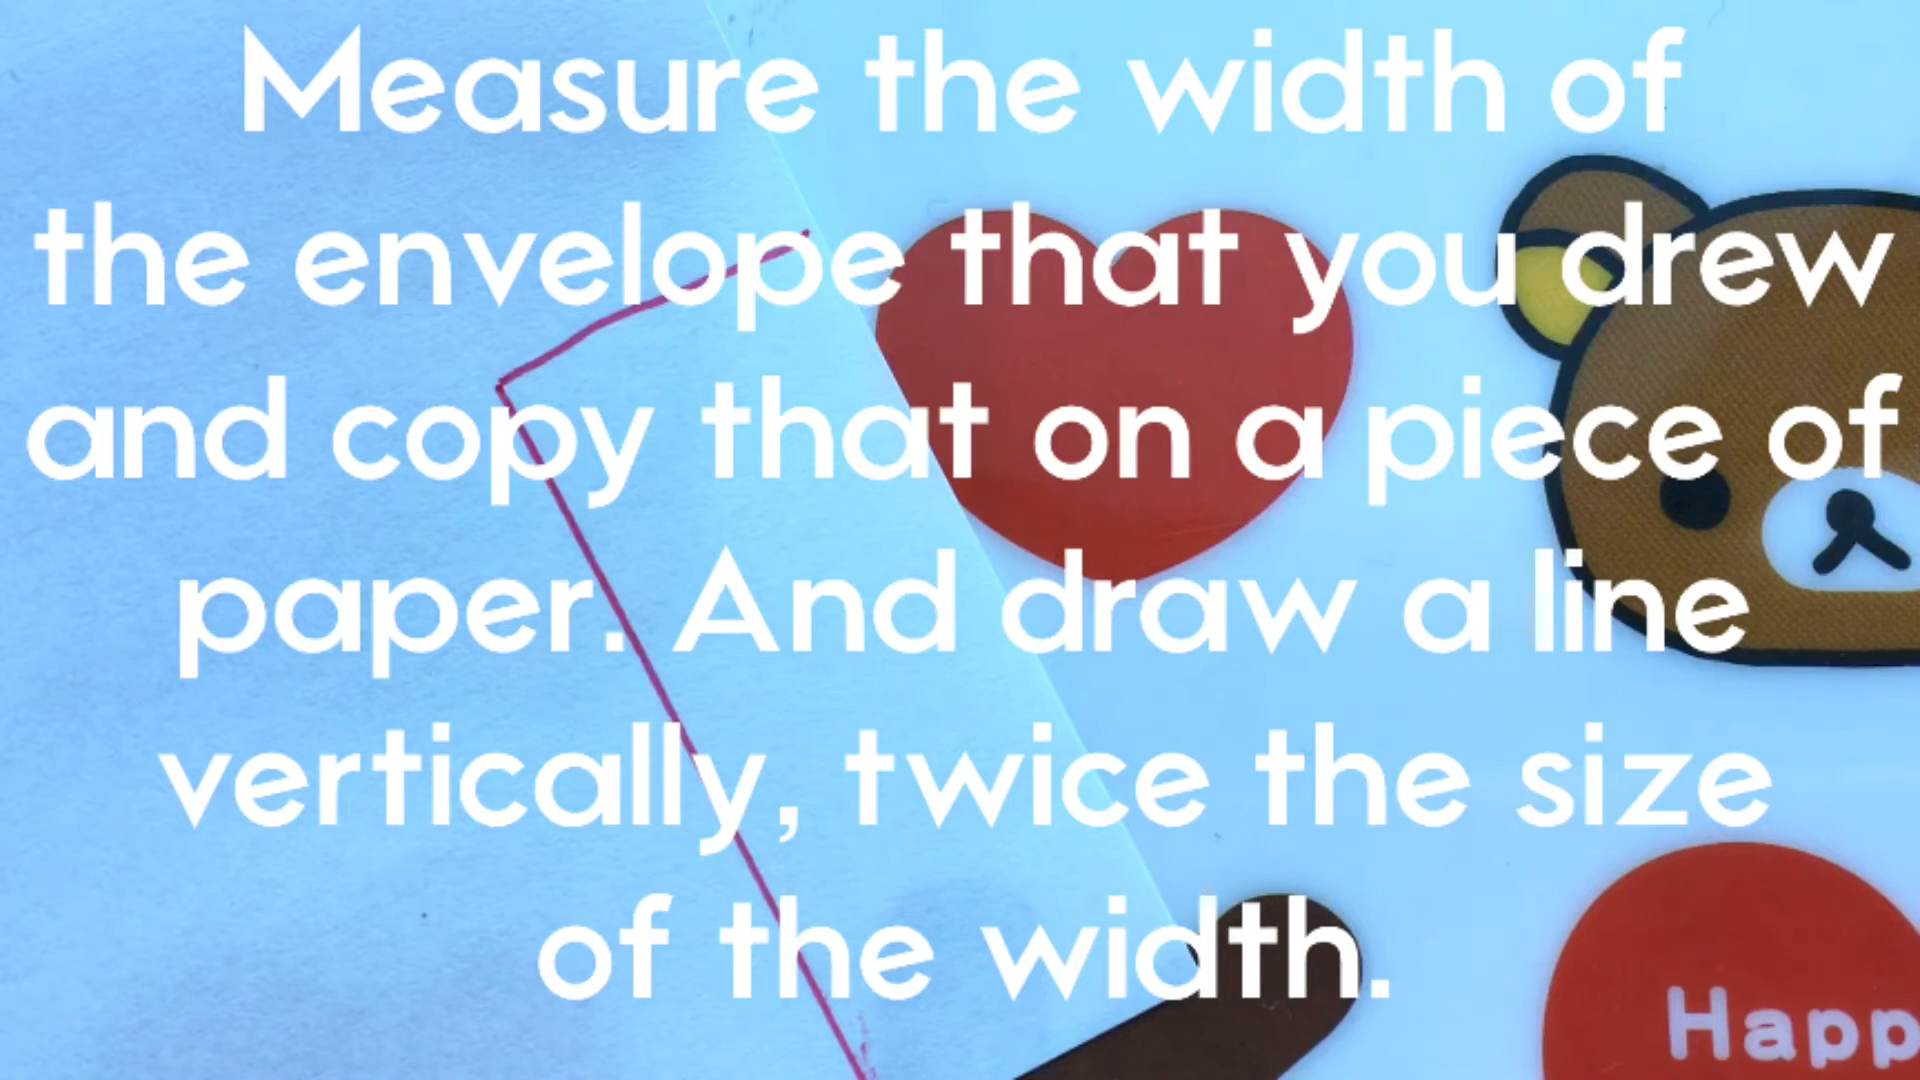 Measure the width of
the envelope that you drew
and copy that on a piece of
paper. And draw a line
vertically, twice the size
of the width.
Happ